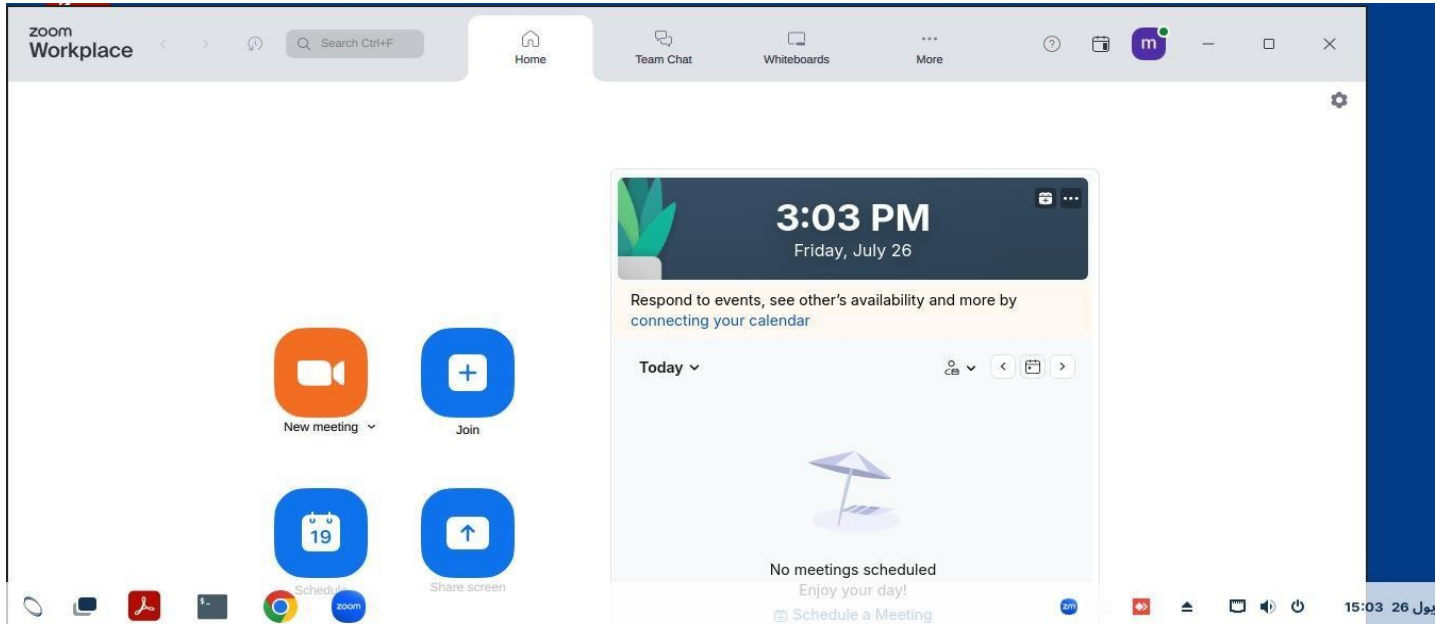 zoom
Workplace
Search Ctrl+F
Home
Team Chat
Whiteboards
More
m
3:03 PM
Friday, July 26
Respond to events, see other's availability and more by
connecting your calendar
Today
New meeting
Join
19
No meetings scheduled
Schedule
Share screen
Enjoy your day!
Schedule a Meeting
$_
zoom
zm
15:03 26